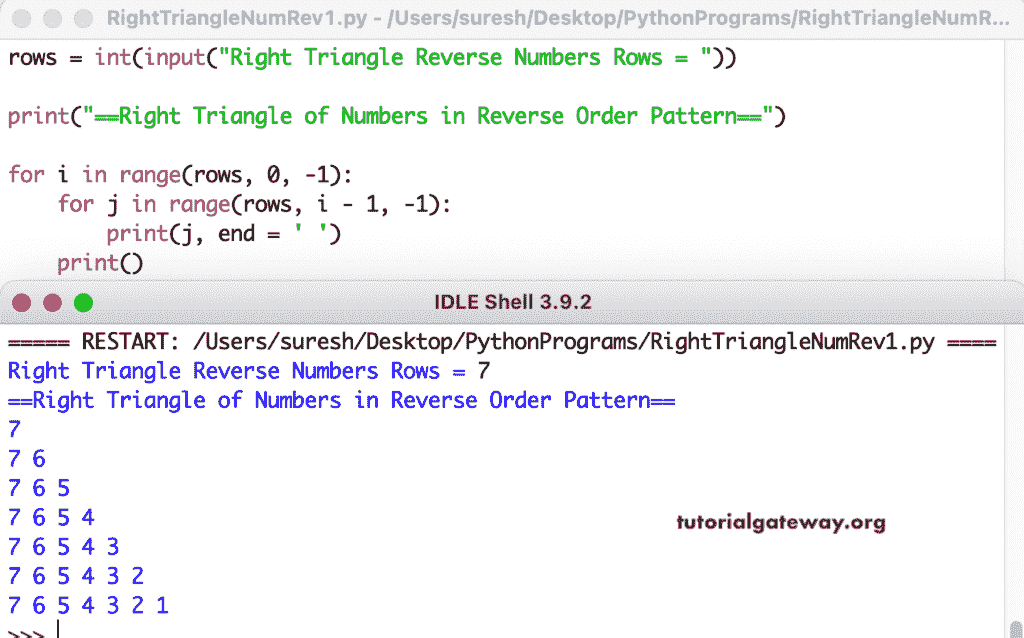 RightTriangleNumRev1.py - /Users/suresh/Desktop/PythonPrograms/RightTriangleNumR...
rows = int(input("Right Triangle Reverse Numbers Rows = "))
print("==Right Triangle of Numbers in Reverse Order Pattern==")
for i in range(rows, 0, -1):
    for j in range(rows, i - 1, -1):
        print(j, end = ' ')
    print()
IDLE Shell 3.9.2
===== RESTART: /Users/suresh/Desktop/PythonPrograms/RightTriangleNumRev1.py ====
Right Triangle Reverse Numbers Rows = 7
==Right Triangle of Numbers in Reverse Order Pattern==
7
7 6
7 6 5
7 6 5 4
7 6 5 4 3
7 6 5 4 3 2
7 6 5 4 3 2 1
>>>
tutorialgateway.org